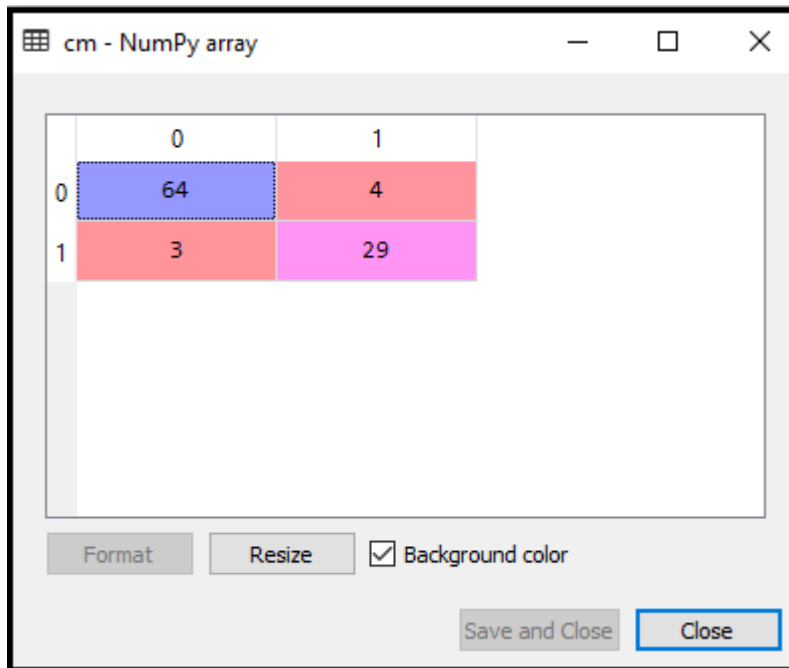 cm - NumPy array
0 1
0 64 4
1 3 29
Format Resize Background color
Save and Close Close